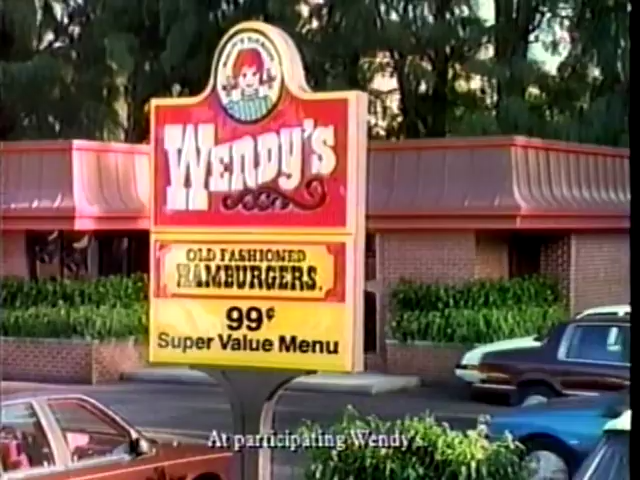 Wendy's
OLD FASHIONED
HAMBURGERS.
99¢
Super Value Menu
At participating Wendy's.